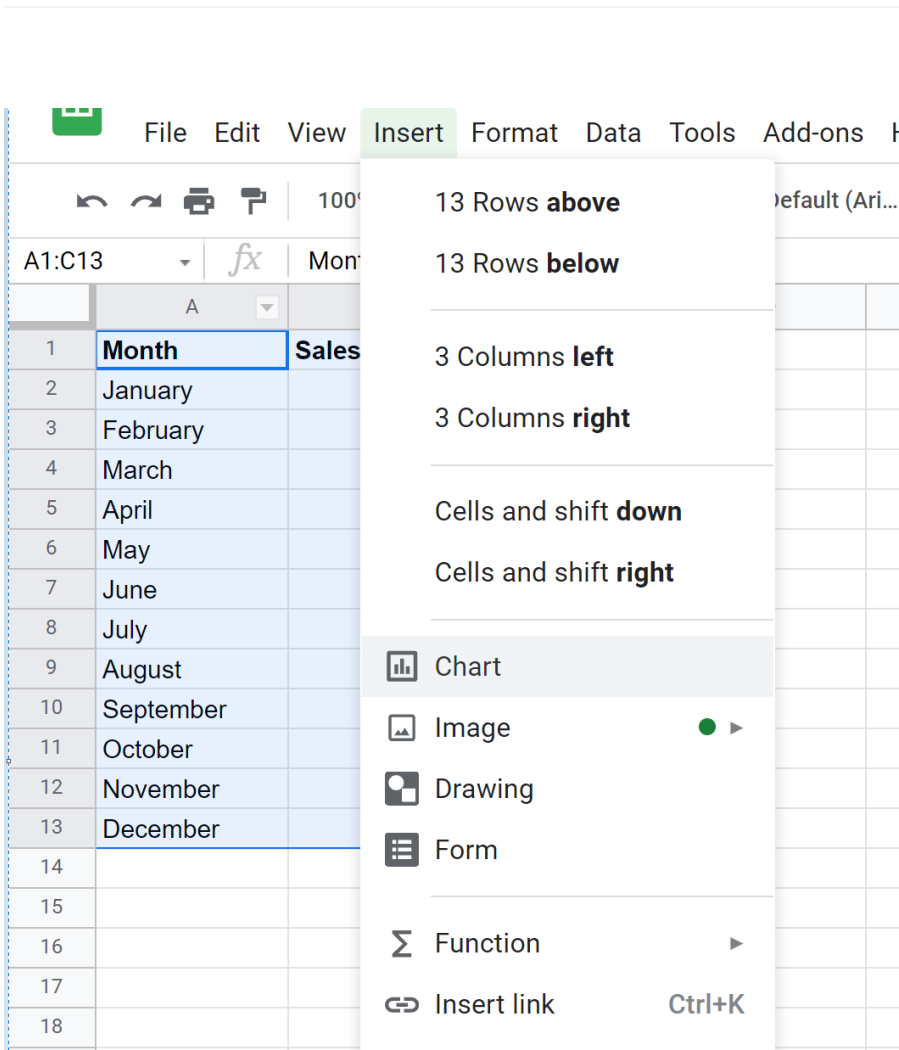 File Edit View Insert Format Data Tools Add-ons
100% Default (Ari...
A1:C13 fx Mont
A
1 Month Sales
2 January
3 February
4 March
5 April
6 May
7 June
8 July
9 August
10 September
11 October
12 November
13 December
14
15
16
17
18
13 Rows above
13 Rows below
3 Columns left
3 Columns right
Cells and shift down
Cells and shift right
Chart
Image
Drawing
Form
Function
Insert link Ctrl+K